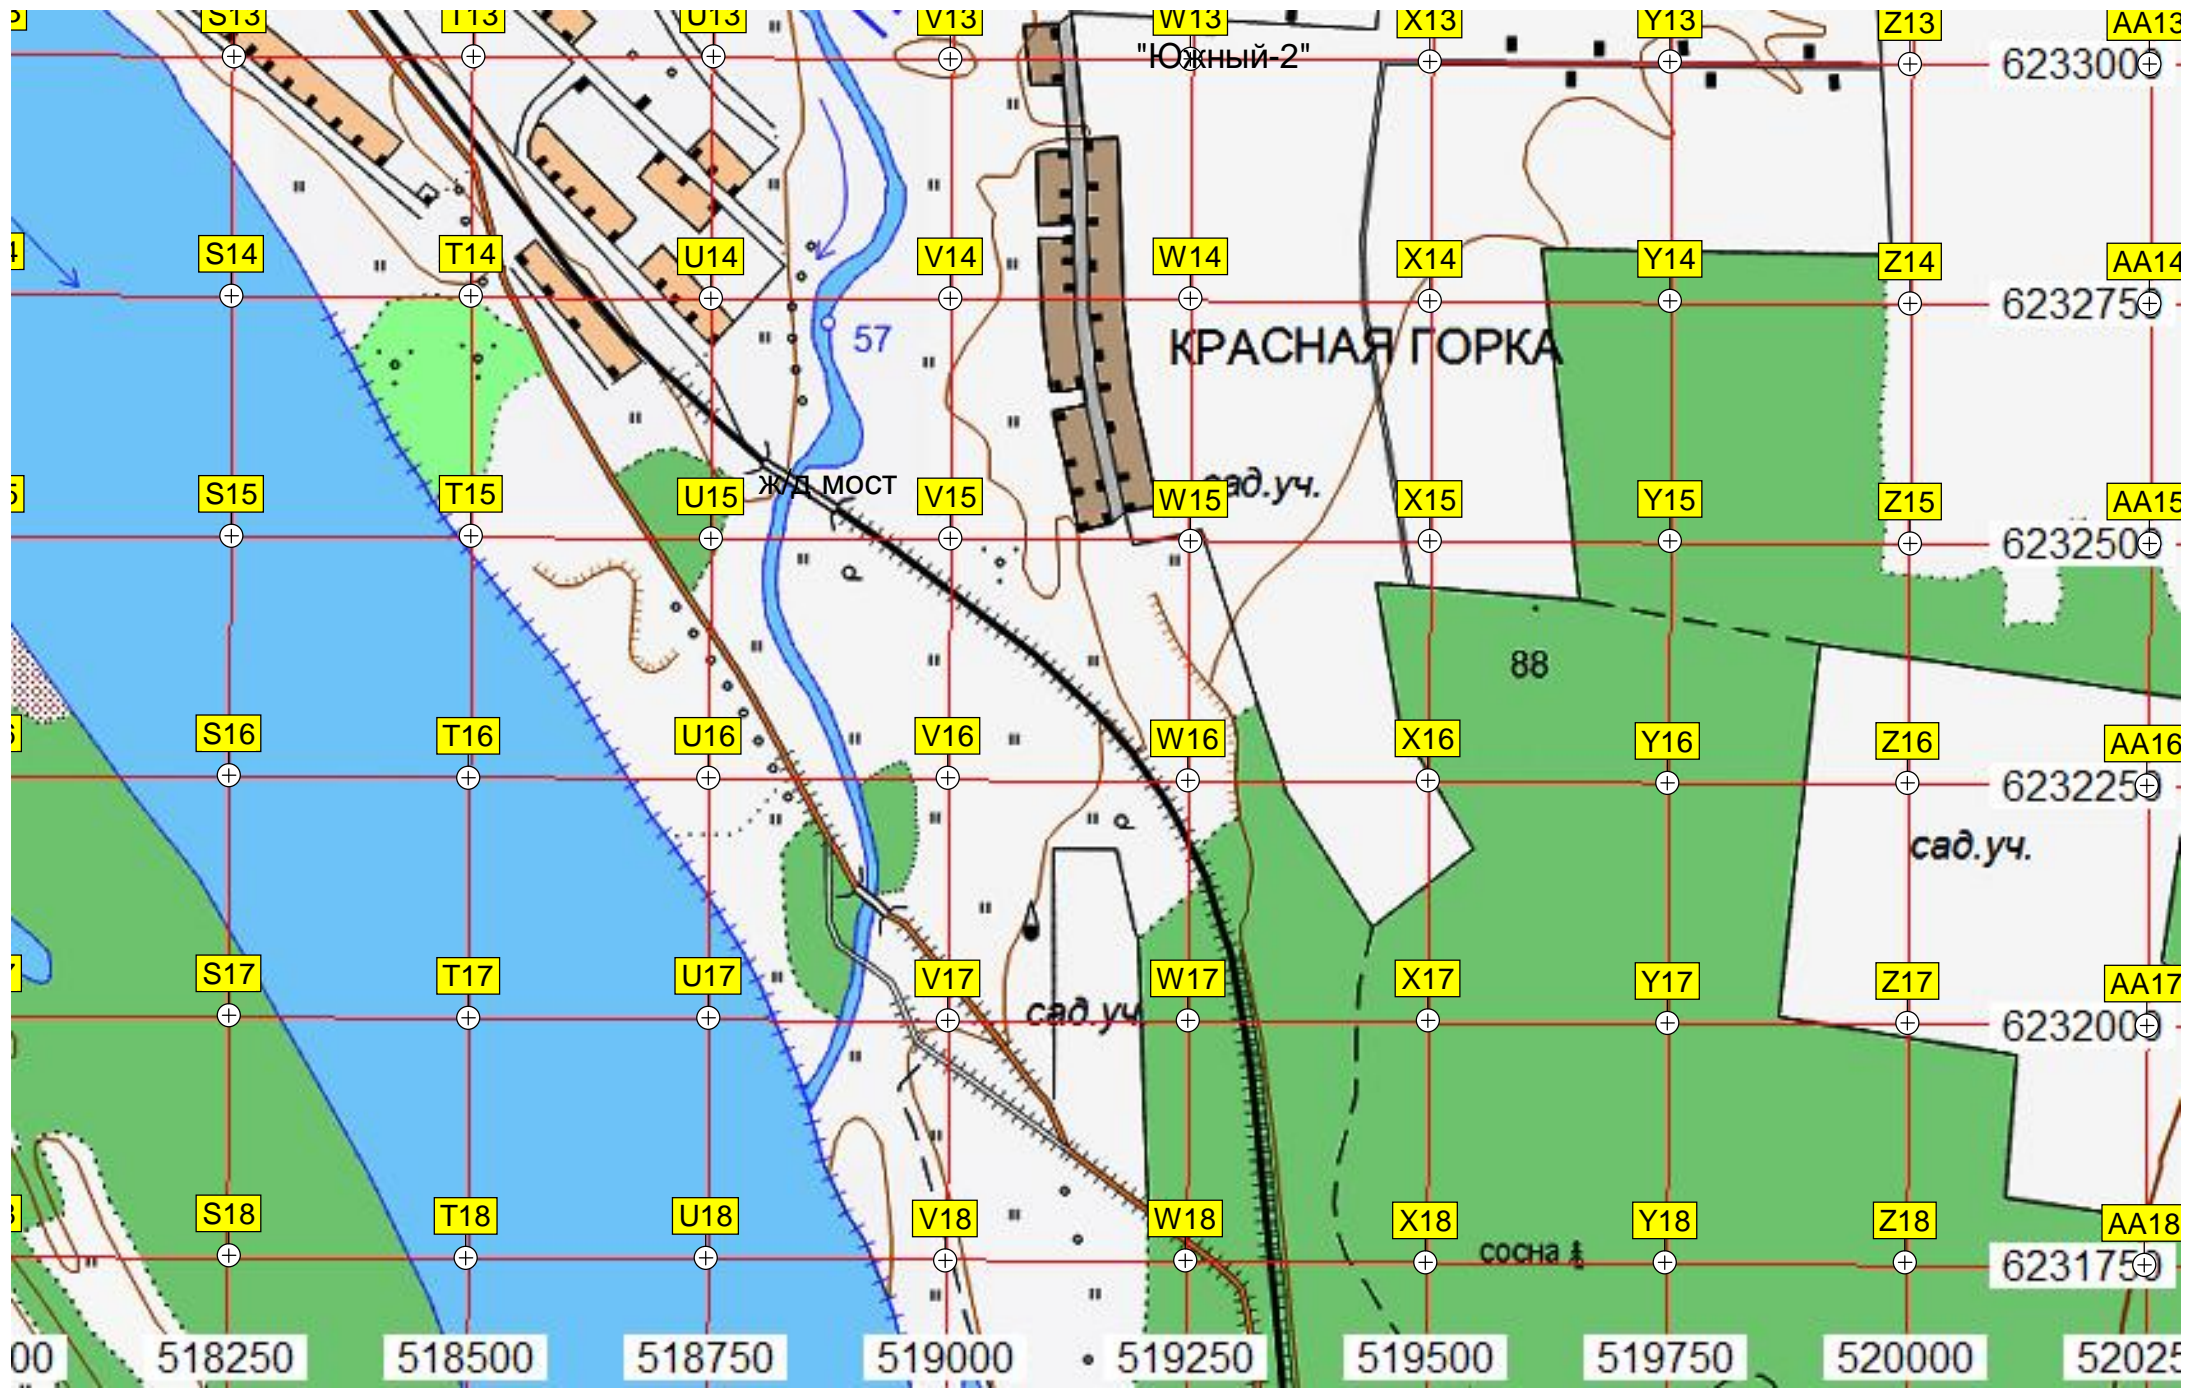 S13 T13 U13 V13 W13 X13 Y13 Z13 AA13
"Южный-2"
6233000
S14 T14 U14 V14 W14 X14 Y14 Z14 AA14
6232750
57
КРАСНАЯ ГОРКА
ж/д мост
сад.уч.
S15 T15 U15 V15 W15 X15 Y15 Z15 AA15
6232500
88
S16 T16 U16 V16 W16 X16 Y16 Z16 AA16
6232250
сад.уч.
S17 T17 U17 V17 W17 X17 Y17 Z17 AA17
сад.уч
6232000
S18 T18 U18 V18 W18 X18 Y18 Z18 AA18
сосна
6231750
00 518250 518500 518750 519000 519250 519500 519750 520000 52025